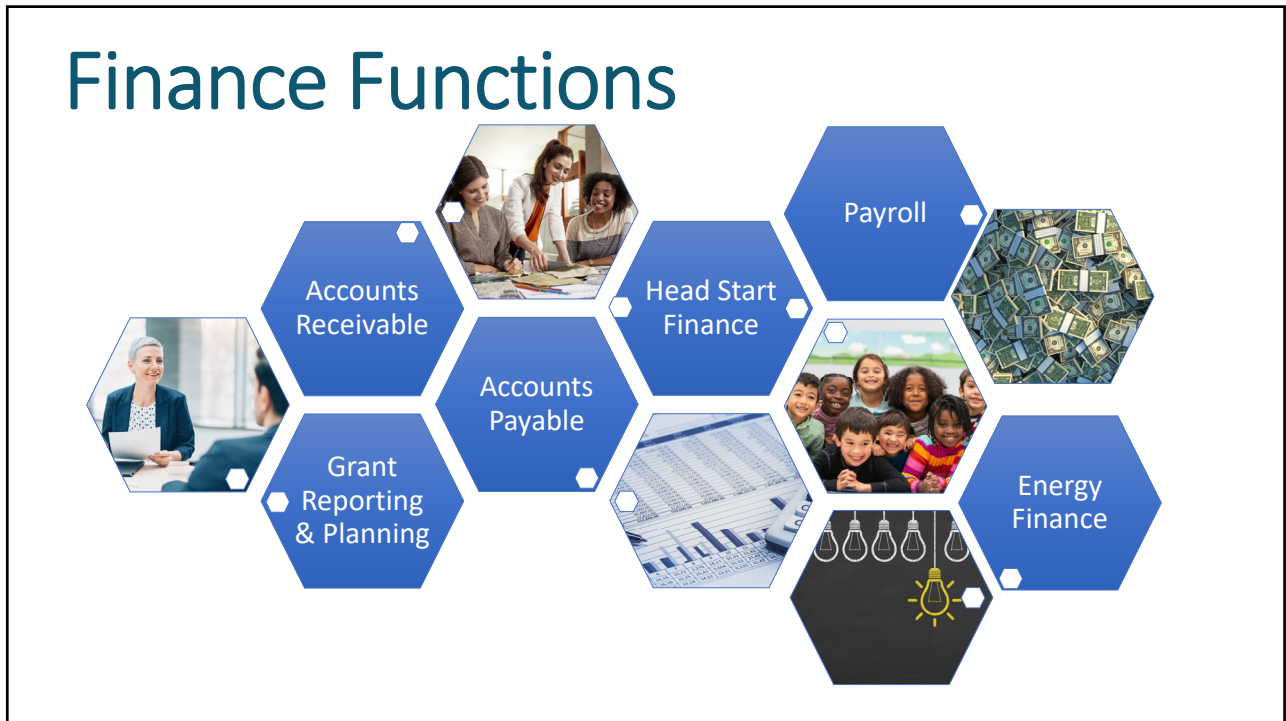 Finance Functions
Accounts
Receivable
Grant
Reporting
& Planning
Accounts
Payable
Head Start
Finance
Payroll
Energy
Finance